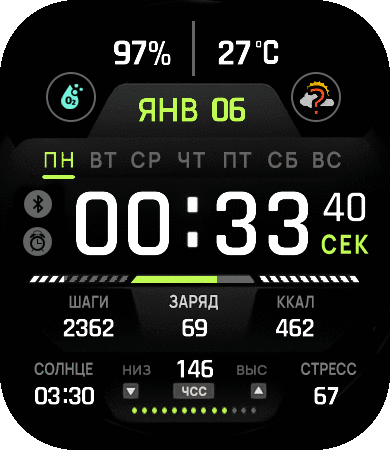 97% 27°C
O2
?
ЯНВ 06
ПН ВТ СР ЧТ ПТ СБ ВС
00:33 40
СЕК
ШАГИ ЗАРЯД ККАЛ
2362 69 462
СОЛНЦЕ НИЗ 146 ВЫС СТРЕСС
03:30 ЧСС 67